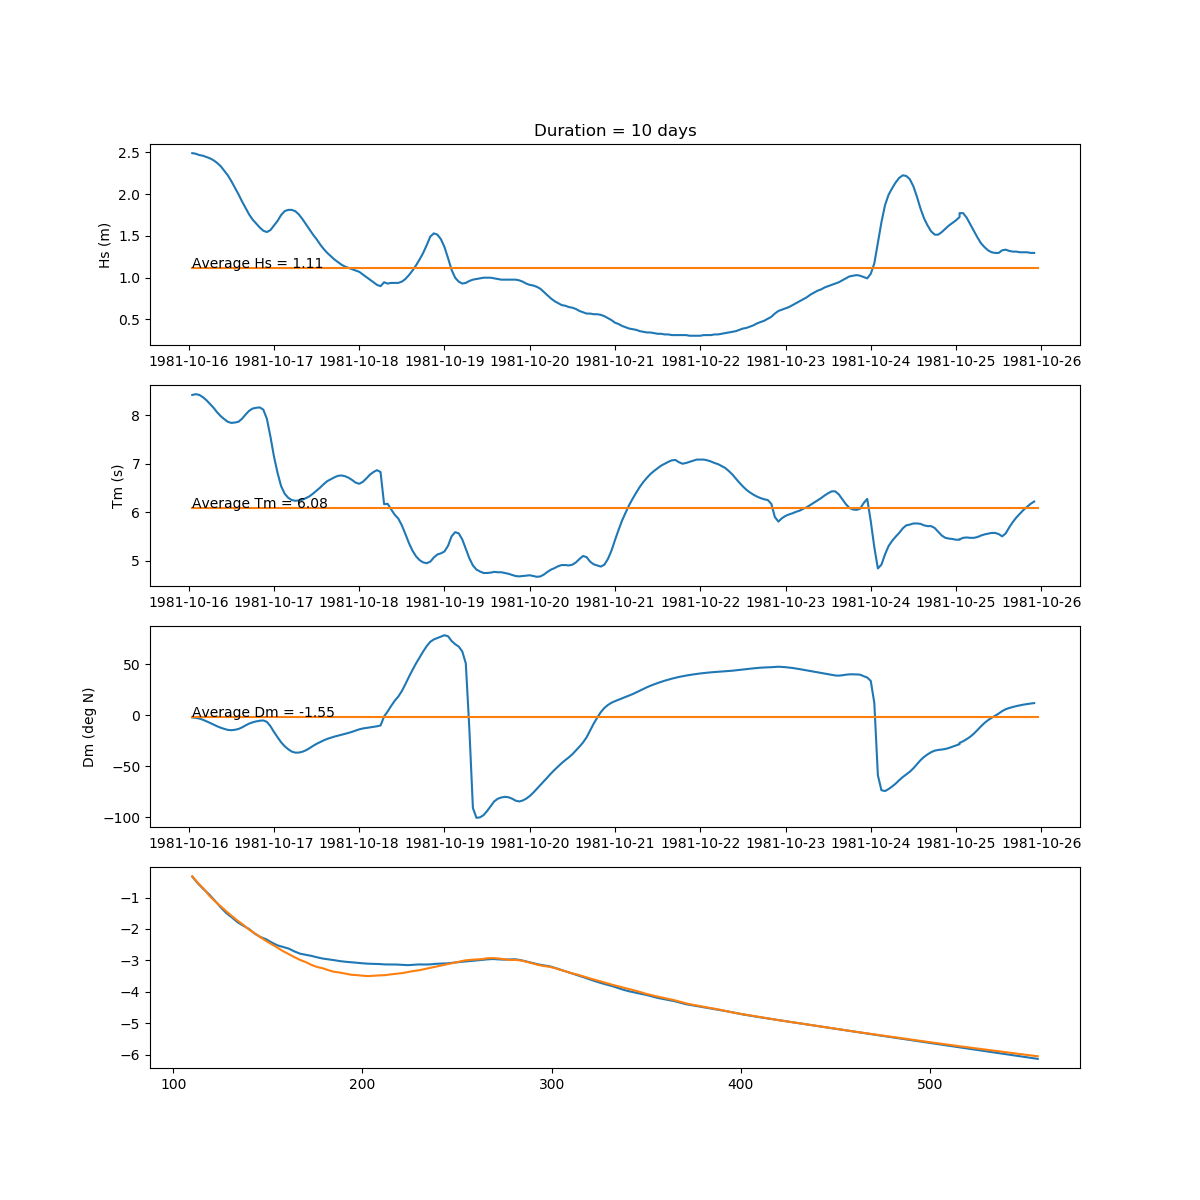 Duration = 10 days
2.5
2.0
1.5
1.0
0.5
Hs (m)
Average Hs = 1.11
1981-10-16 1981-10-17 1981-10-18 1981-10-19 1981-10-20 1981-10-21 1981-10-22 1981-10-23 1981-10-24 1981-10-25 1981-10-26
8
7
6
5
Tm (s)
Average Tm = 6.08
1981-10-16 1981-10-17 1981-10-18 1981-10-19 1981-10-20 1981-10-21 1981-10-22 1981-10-23 1981-10-24 1981-10-25 1981-10-26
50
0
−50
−100
Dm (deg N)
Average Dm = -1.55
1981-10-16 1981-10-17 1981-10-18 1981-10-19 1981-10-20 1981-10-21 1981-10-22 1981-10-23 1981-10-24 1981-10-25 1981-10-26
−1
−2
−3
−4
−5
−6
100 200 300 400 500